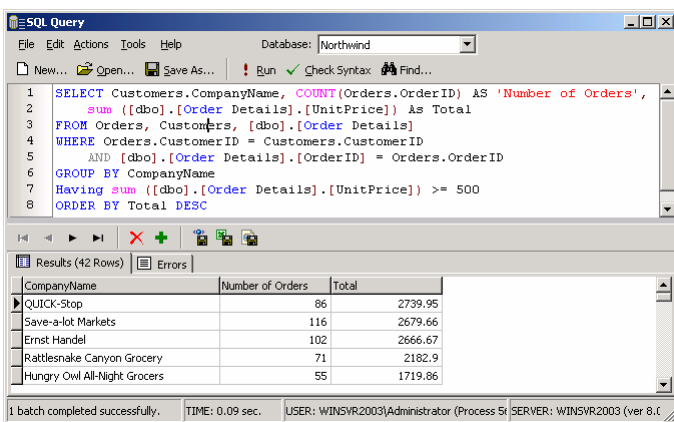 SQL Query
File Edit Actions Tools Help Database: Northwind
New... Open... Save As... Run Check Syntax Find...
1 SELECT Customers.CompanyName, COUNT(Orders.OrderID) AS 'Number of Orders',
2 sum ([dbo].[Order Details].[UnitPrice]) As Total
3 FROM Orders, Customers, [dbo].[Order Details]
4 WHERE Orders.CustomerID = Customers.CustomerID
5 AND [dbo].[Order Details].[OrderID] = Orders.OrderID
6 GROUP BY CompanyName
7 Having sum ([dbo].[Order Details].[UnitPrice]) >= 500
8 ORDER BY Total DESC
Results (42 Rows) Errors
CompanyName Number of Orders Total
QUICK-Stop 86 2739.95
Save-a-lot Markets 116 2679.66
Ernst Handel 102 2666.67
Rattlesnake Canyon Grocery 71 2182.9
Hungry Owl All-Night Grocers 55 1719.86
1 batch completed successfully. TIME: 0.09 sec. USER: WINSVR2003\Administrator (Process SERVER: WINSVR2003 (ver 8.